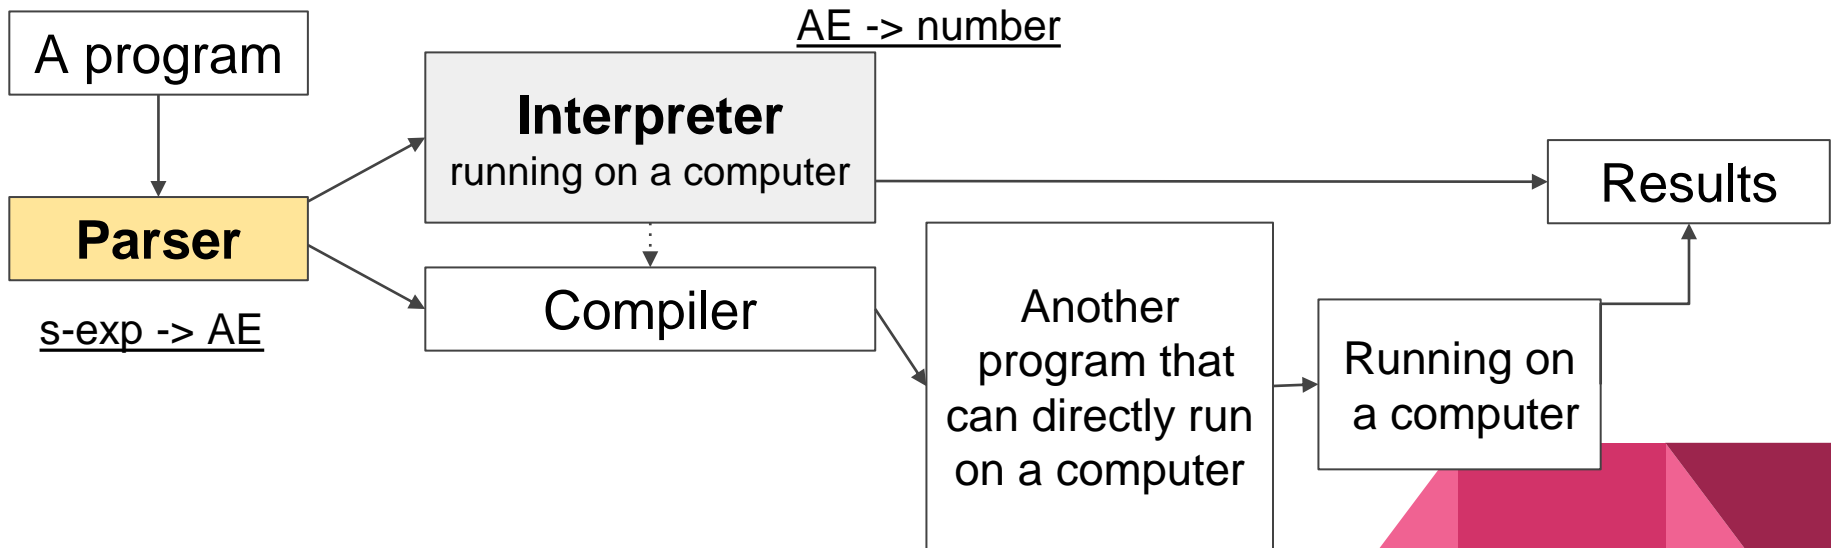 A program
AE -> number
Interpreter
running on a computer
Parser
s-exp -> AE
Compiler
Another
program that
can directly run
on a computer
Running on
a computer
Results